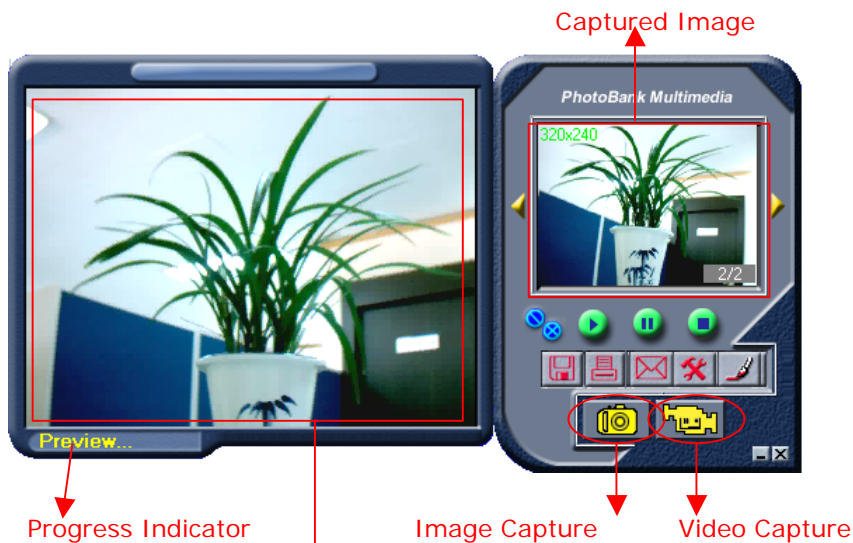 Captured Image
PhotoBank Multimedia
320x240
2/2
Preview...
Progress Indicator
Image Capture
Video Capture